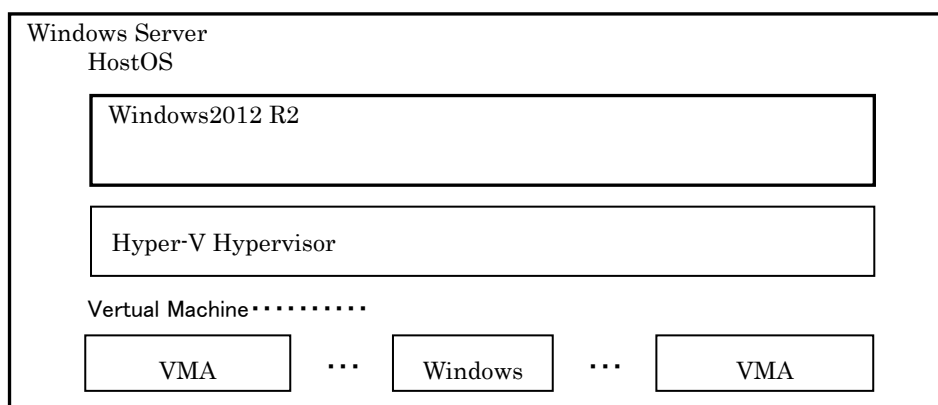 Windows Server
HostOS
Windows2012 R2
Hyper-V Hypervisor
Vertual Machine・・・・・・・・・・
VMA ・・・ Windows ・・・ VMA